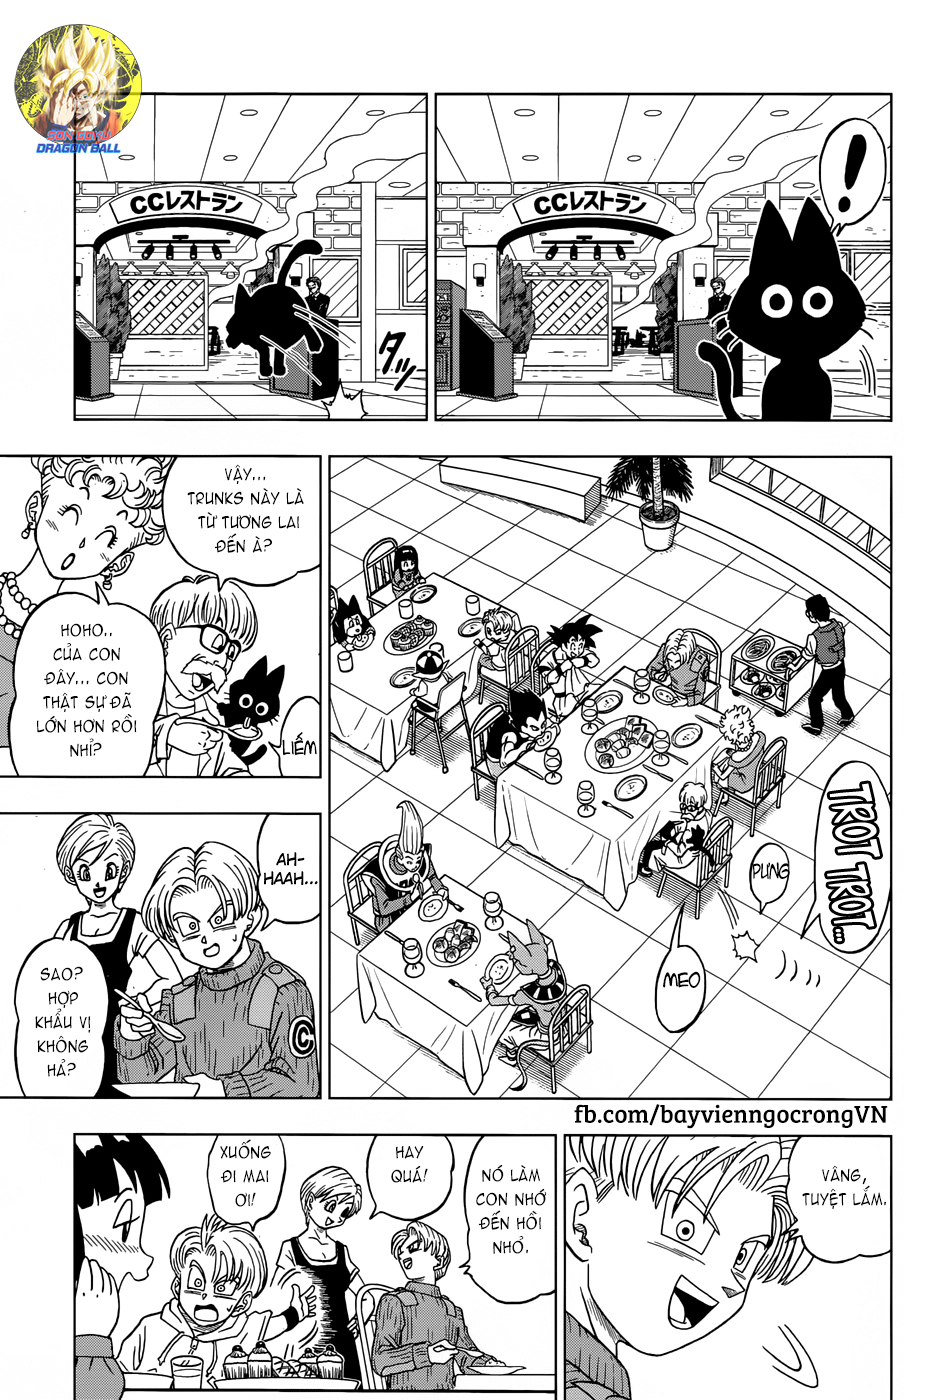 SON GOKU
DRAGON BALL
CCレストラン
!
CCレストラン
タッ
TROT TROT...
PƯNG
MEO
VẬY...
TRUNKS NÀY LÀ
TỪ TƯƠNG LAI
ĐẾN À?
HOHO..
CỦA CON
ĐÂY... CON
THẬT SỰ ĐÃ
LỚN HƠN RỒI
NHỈ?
LIẾM
AH-
HAAH...
SAO?
HỢP
KHẨU VỊ
KHÔNG
HẢ?
C
fb.com/bayvienngocrongVN
VÂNG,
TUYỆT LẮM.
NÓ LÀM
CON NHỚ
ĐẾN HỒI
NHỎ.
HAY
QUÁ!
XUỐNG
ĐI MAI
ƠI!